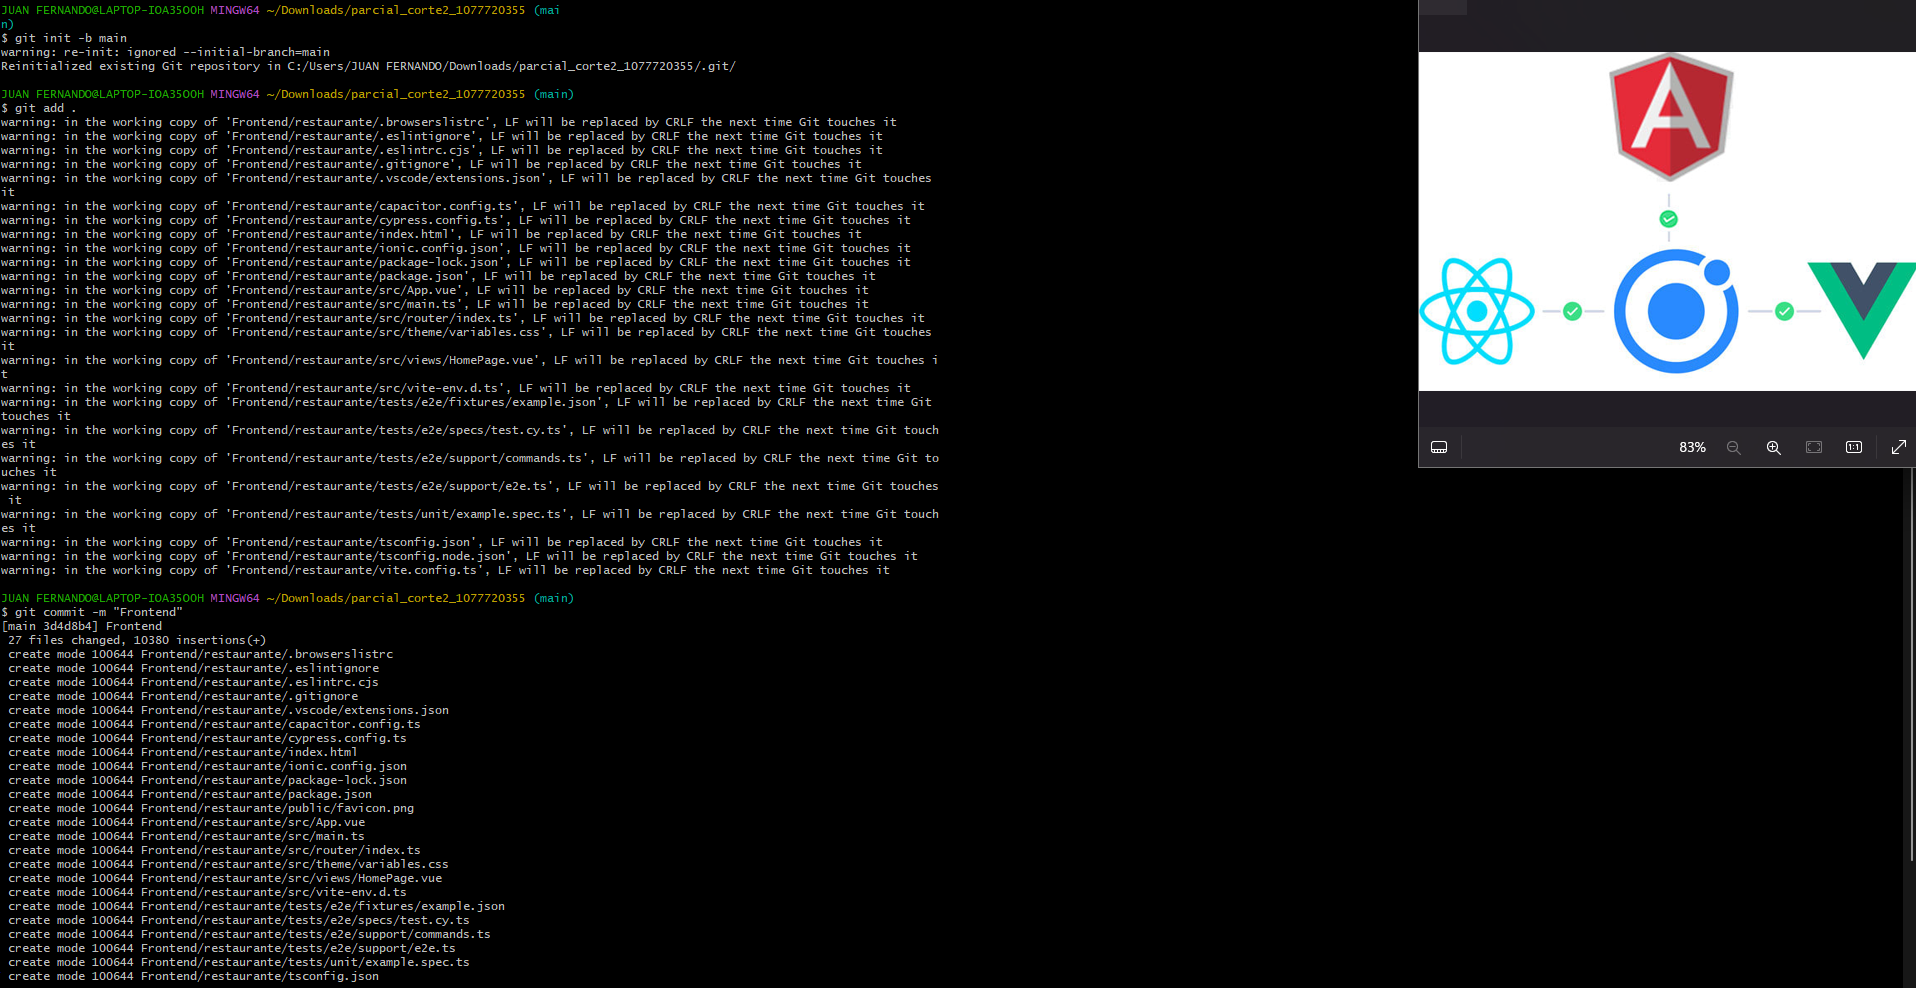 JUAN FERNANDO@LAPTOP-IOA35OOH MINGW64 ~/Downloads/parcial_corte2_1077720355 (mai
n)
$ git init -b main
warning: re-init: ignored --initial-branch=main
Reinitialized existing Git repository in C:/Users/JUAN FERNANDO/Downloads/parcial_corte2_1077720355/.git/
JUAN FERNANDO@LAPTOP-IOA35OOH MINGW64 ~/Downloads/parcial_corte2_1077720355 (main)
$ git add .
warning: in the working copy of 'Frontend/restaurante/.browserslistrc', LF will be replaced by CRLF the next time Git touches it
warning: in the working copy of 'Frontend/restaurante/.eslintignore', LF will be replaced by CRLF the next time Git touches it
warning: in the working copy of 'Frontend/restaurante/.eslintrc.cjs', LF will be replaced by CRLF the next time Git touches it
warning: in the working copy of 'Frontend/restaurante/.gitignore', LF will be replaced by CRLF the next time Git touches it
warning: in the working copy of 'Frontend/restaurante/.vscode/extensions.json', LF will be replaced by CRLF the next time Git touches
it
warning: in the working copy of 'Frontend/restaurante/capacitor.config.ts', LF will be replaced by CRLF the next time Git touches it
warning: in the working copy of 'Frontend/restaurante/cypress.config.ts', LF will be replaced by CRLF the next time Git touches it
warning: in the working copy of 'Frontend/restaurante/index.html', LF will be replaced by CRLF the next time Git touches it
warning: in the working copy of 'Frontend/restaurante/ionic.config.json', LF will be replaced by CRLF the next time Git touches it
warning: in the working copy of 'Frontend/restaurante/package-lock.json', LF will be replaced by CRLF the next time Git touches it
warning: in the working copy of 'Frontend/restaurante/package.json', LF will be replaced by CRLF the next time Git touches it
warning: in the working copy of 'Frontend/restaurante/src/App.vue', LF will be replaced by CRLF the next time Git touches it
warning: in the working copy of 'Frontend/restaurante/src/main.ts', LF will be replaced by CRLF the next time Git touches it
warning: in the working copy of 'Frontend/restaurante/src/router/index.ts', LF will be replaced by CRLF the next time Git touches it
warning: in the working copy of 'Frontend/restaurante/src/theme/variables.css', LF will be replaced by CRLF the next time Git touches
it
warning: in the working copy of 'Frontend/restaurante/src/views/HomePage.vue', LF will be replaced by CRLF the next time Git touches i
t
warning: in the working copy of 'Frontend/restaurante/src/vite-env.d.ts', LF will be replaced by CRLF the next time Git touches it
warning: in the working copy of 'Frontend/restaurante/tests/e2e/fixtures/example.json', LF will be replaced by CRLF the next time Git
touches it
warning: in the working copy of 'Frontend/restaurante/tests/e2e/specs/test.cy.ts', LF will be replaced by CRLF the next time Git touch
es it
warning: in the working copy of 'Frontend/restaurante/tests/e2e/support/commands.ts', LF will be replaced by CRLF the next time Git to
uches it
warning: in the working copy of 'Frontend/restaurante/tests/e2e/support/e2e.ts', LF will be replaced by CRLF the next time Git touches
it
warning: in the working copy of 'Frontend/restaurante/tests/unit/example.spec.ts', LF will be replaced by CRLF the next time Git touch
es it
warning: in the working copy of 'Frontend/restaurante/tsconfig.json', LF will be replaced by CRLF the next time Git touches it
warning: in the working copy of 'Frontend/restaurante/tsconfig.node.json', LF will be replaced by CRLF the next time Git touches it
warning: in the working copy of 'Frontend/restaurante/vite.config.ts', LF will be replaced by CRLF the next time Git touches it
JUAN FERNANDO@LAPTOP-IOA35OOH MINGW64 ~/Downloads/parcial_corte2_1077720355 (main)
$ git commit -m "Frontend"
[main 3d4d8b4] Frontend
27 files changed, 10380 insertions(+)
create mode 100644 Frontend/restaurante/.browserslistrc
create mode 100644 Frontend/restaurante/.eslintignore
create mode 100644 Frontend/restaurante/.eslintrc.cjs
create mode 100644 Frontend/restaurante/.gitignore
create mode 100644 Frontend/restaurante/.vscode/extensions.json
create mode 100644 Frontend/restaurante/capacitor.config.ts
create mode 100644 Frontend/restaurante/cypress.config.ts
create mode 100644 Frontend/restaurante/index.html
create mode 100644 Frontend/restaurante/ionic.config.json
create mode 100644 Frontend/restaurante/package-lock.json
create mode 100644 Frontend/restaurante/package.json
create mode 100644 Frontend/restaurante/public/favicon.png
create mode 100644 Frontend/restaurante/src/App.vue
create mode 100644 Frontend/restaurante/src/main.ts
create mode 100644 Frontend/restaurante/src/router/index.ts
create mode 100644 Frontend/restaurante/src/theme/variables.css
create mode 100644 Frontend/restaurante/src/views/HomePage.vue
create mode 100644 Frontend/restaurante/src/vite-env.d.ts
create mode 100644 Frontend/restaurante/tests/e2e/fixtures/example.json
create mode 100644 Frontend/restaurante/tests/e2e/specs/test.cy.ts
create mode 100644 Frontend/restaurante/tests/e2e/support/commands.ts
create mode 100644 Frontend/restaurante/tests/e2e/support/e2e.ts
create mode 100644 Frontend/restaurante/tests/unit/example.spec.ts
create mode 100644 Frontend/restaurante/tsconfig.json
A
83%
1:1